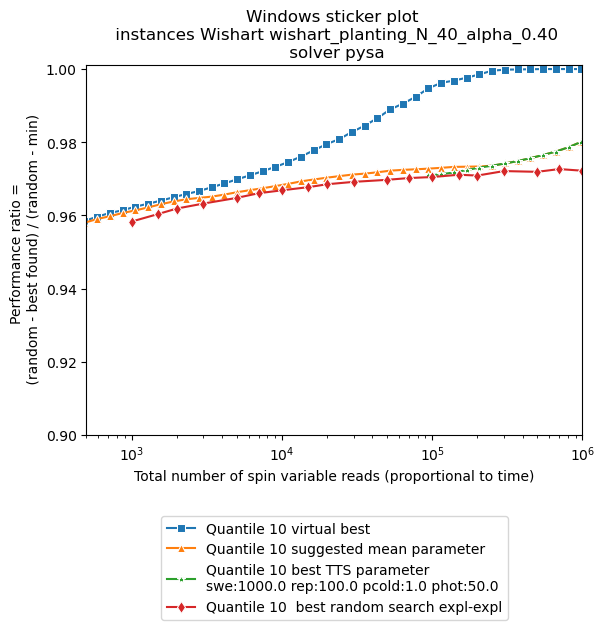 Windows sticker plot
instances Wishart wishart_planting_N_40_alpha_0.40
solver pysa
Performance ratio =
(random - best found) / (random - min)
1.00
0.98
0.96
0.94
0.92
0.90
10³
10⁴
10⁵
10⁶
Total number of spin variable reads (proportional to time)
Quantile 10 virtual best
Quantile 10 suggested mean parameter
Quantile 10 best TTS parameter
swe:1000.0 rep:100.0 pcold:1.0 phot:50.0
Quantile 10  best random search expl-expl